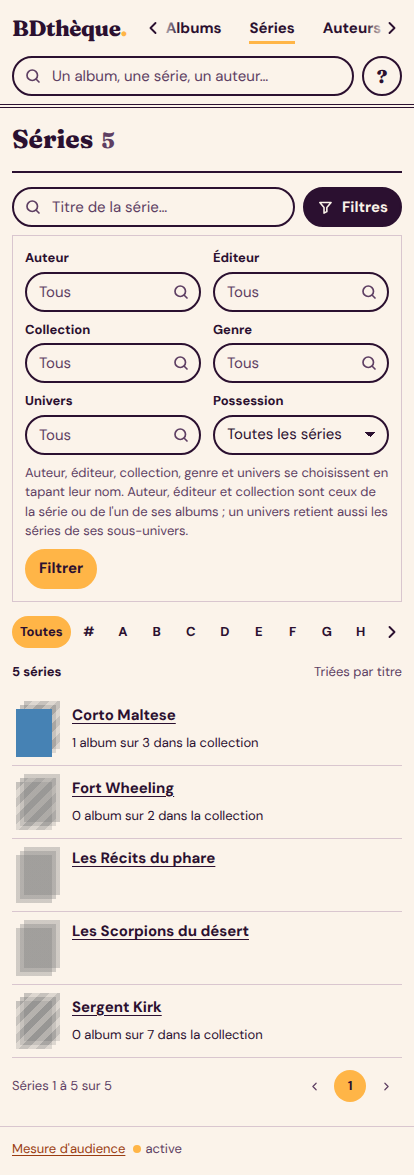 BDthèque.
Albums Séries Auteurs
Un album, une série, un auteur…
?
Séries 5
Titre de la série…
Filtres
Auteur Éditeur
Tous Tous
Collection Genre
Tous Tous
Univers Possession
Tous Toutes les séries
Auteur, éditeur, collection, genre et univers se choisissent en
tapant leur nom. Auteur, éditeur et collection sont ceux de
la série ou de l'un de ses albums ; un univers retient aussi les
séries de ses sous-univers.
Filtrer
Toutes # A B C D E F G H
5 séries Triées par titre
Corto Maltese
1 album sur 3 dans la collection
Fort Wheeling
0 album sur 2 dans la collection
Les Récits du phare
Les Scorpions du désert
Sergent Kirk
0 album sur 7 dans la collection
Séries 1 à 5 sur 5 1
Mesure d'audience active